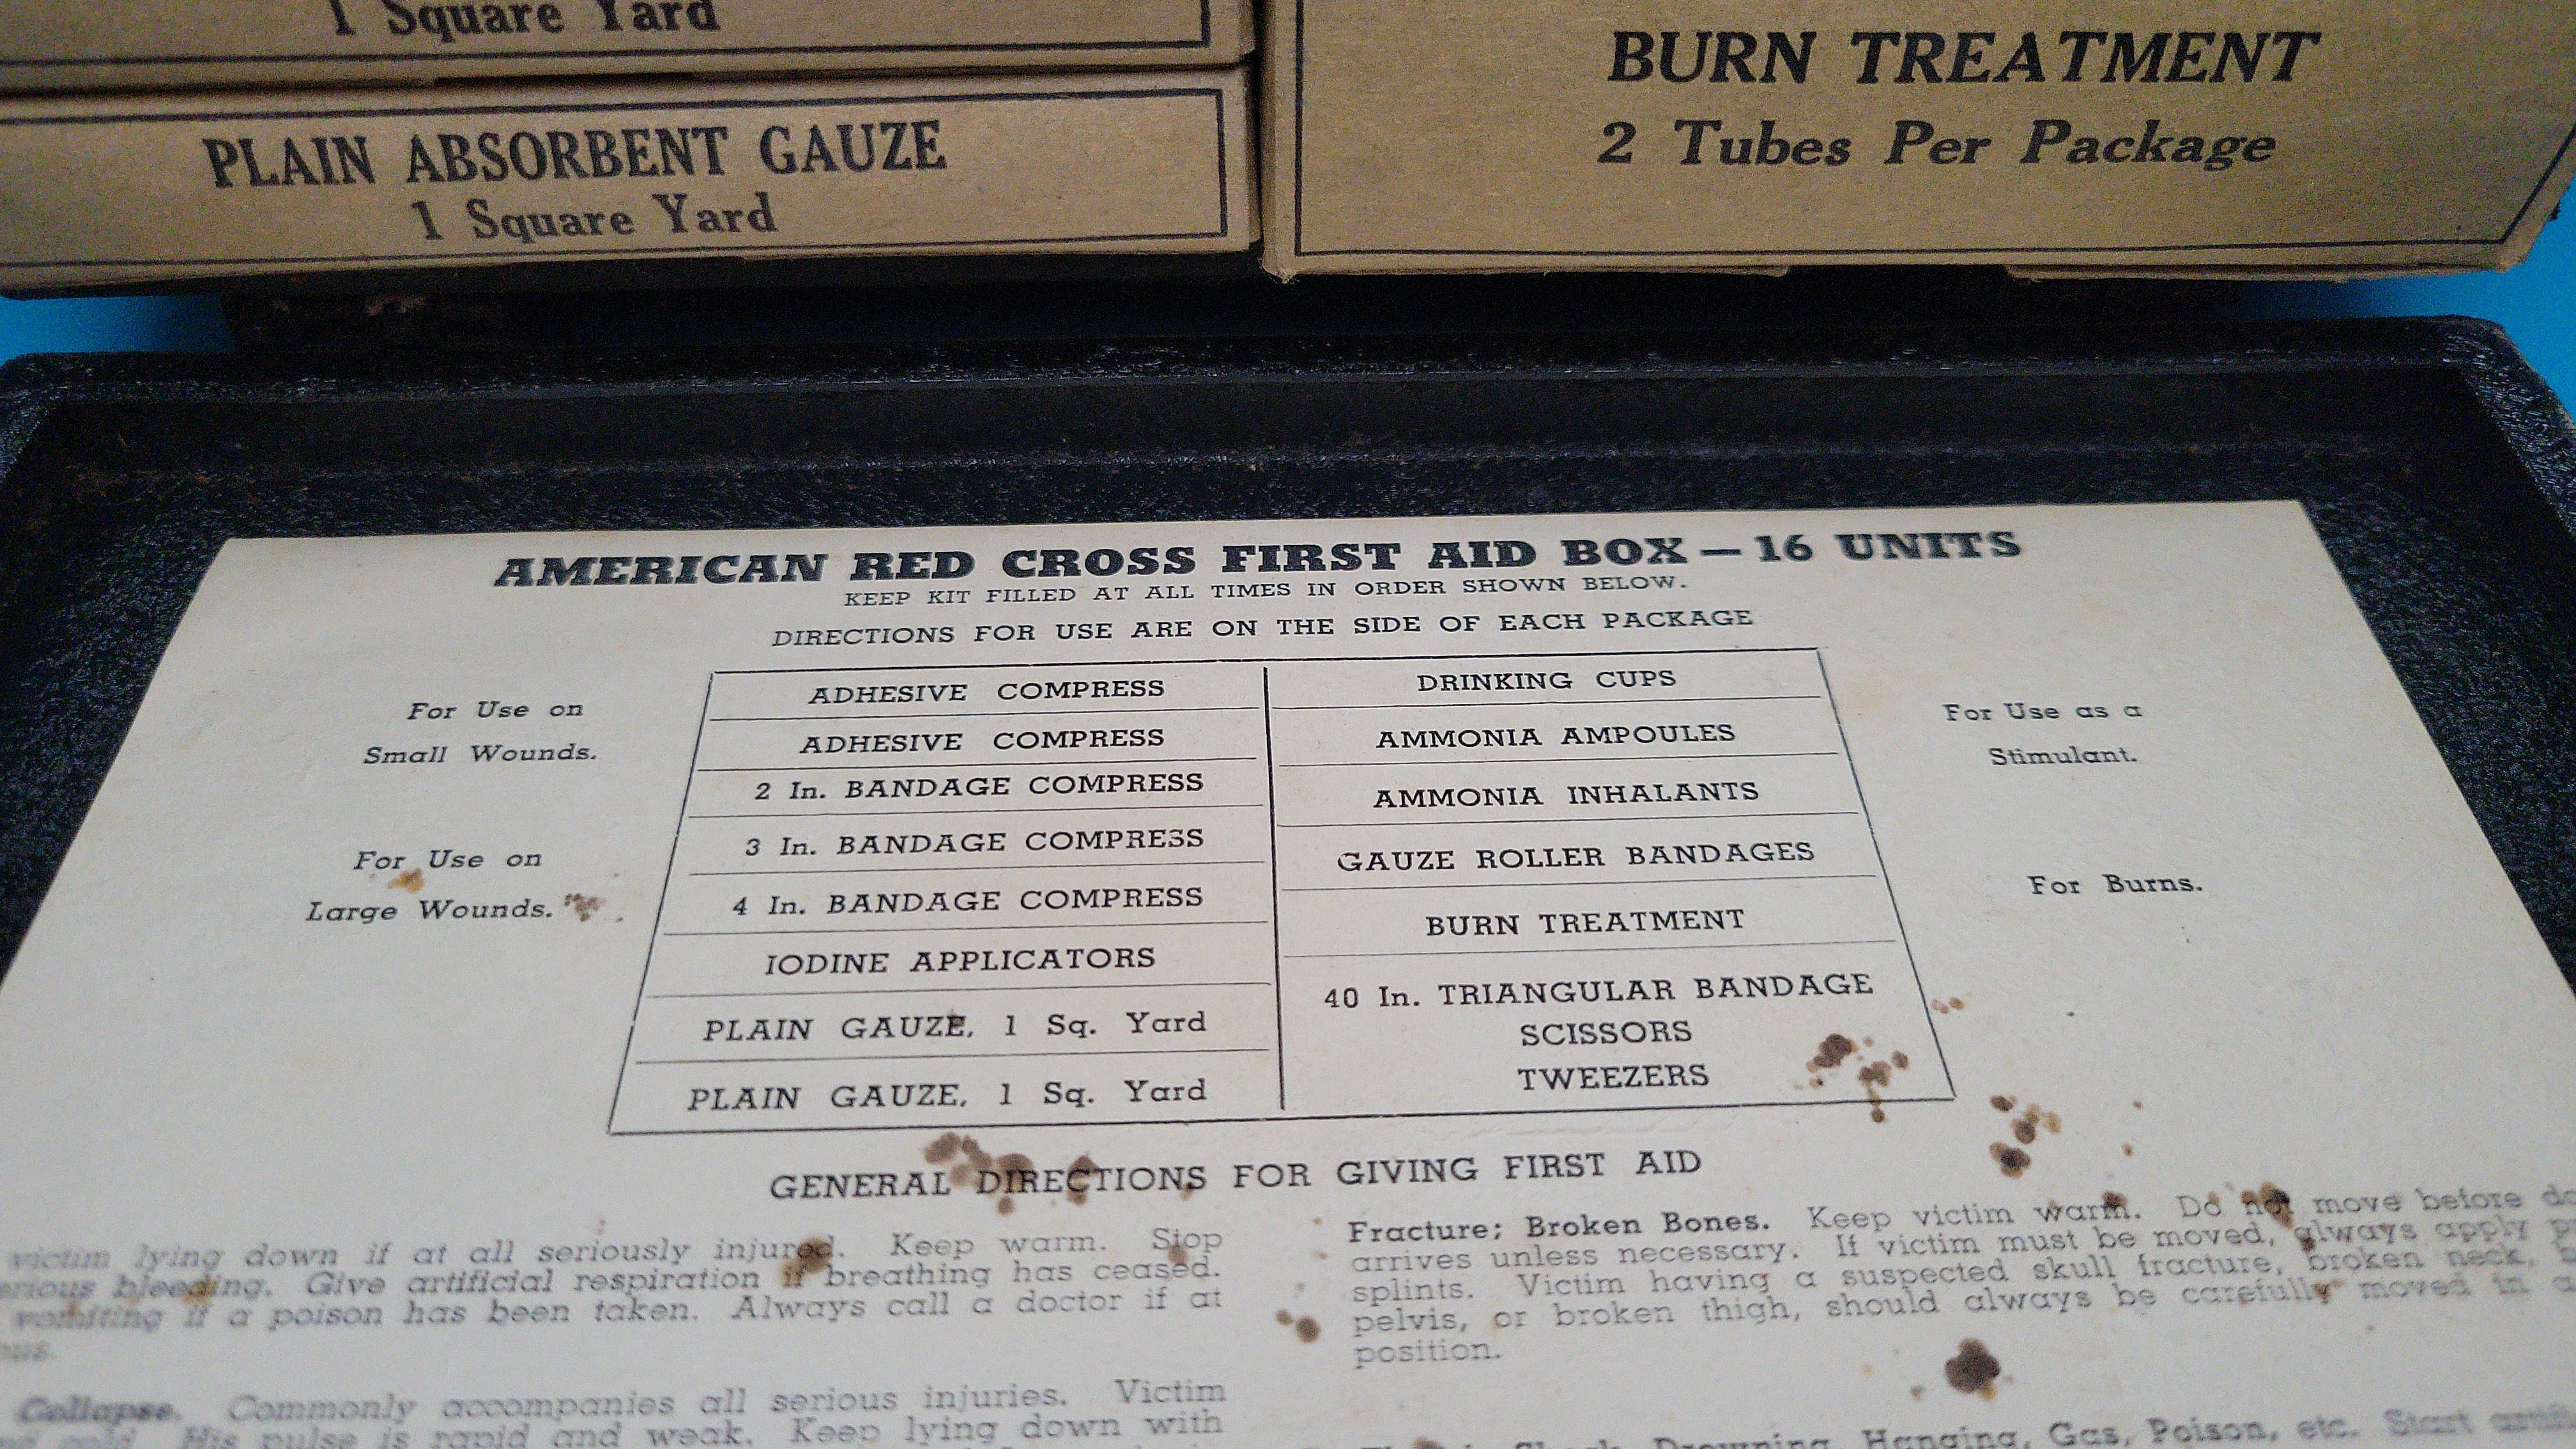 1 Square Yard
PLAIN ABSORBENT GAUZE
1 Square Yard
BURN TREATMENT
2 Tubes Per Package
AMERICAN RED CROSS FIRST AID BOX — 16 UNITS
KEEP KIT FILLED AT ALL TIMES IN ORDER SHOWN BELOW.
DIRECTIONS FOR USE ARE ON THE SIDE OF EACH PACKAGE
For Use on
Small Wounds.
For Use on
Large Wounds.
ADHESIVE COMPRESS
ADHESIVE COMPRESS
2 In. BANDAGE COMPRESS
3 In. BANDAGE COMPRESS
4 In. BANDAGE COMPRESS
IODINE APPLICATORS
PLAIN GAUZE, 1 Sq. Yard
PLAIN GAUZE, 1 Sq. Yard
DRINKING CUPS
AMMONIA AMPOULES
AMMONIA INHALANTS
GAUZE ROLLER BANDAGES
BURN TREATMENT
40 In. TRIANGULAR BANDAGE
SCISSORS
TWEEZERS
For Use as a
Stimulant.
For Burns.
GENERAL DIRECTIONS FOR GIVING FIRST AID
victim lying down if at all seriously injured. Keep warm. Stop
bleeding. Give artificial respiration if breathing has ceased.
vomiting if a poison has been taken. Always call a doctor if at
Collapse. Commonly accompanies all serious injuries. Victim
cold. His pulse is rapid and weak. Keep lying down with
Fracture; Broken Bones. Keep victim warm. Do not move before
arrives unless necessary. If victim must be moved, always apply
splints. Victim having a suspected skull fracture, broken neck,
pelvis, or broken thigh, should always be carefully moved in
position.
Shock, Drowning, Hanging, Gas, Poison, etc. Start